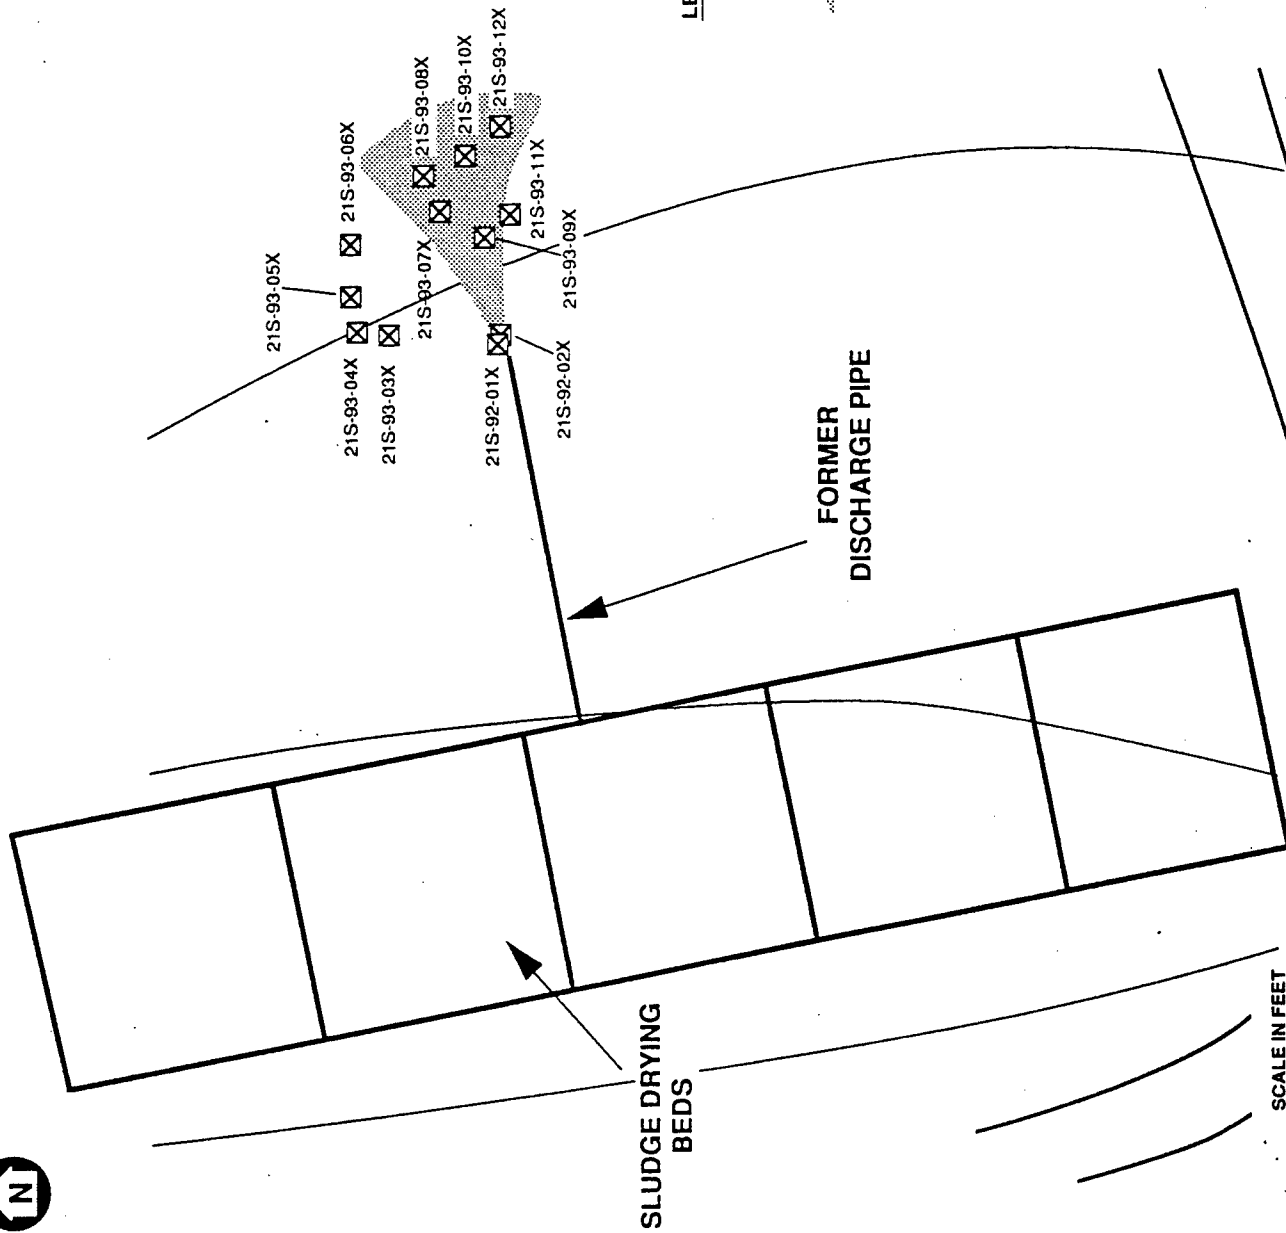 N
21S-93-05X
21S-93-04X
21S-93-03X
21S-93-06X
21S-93-07X
21S-93-08X
21S-93-10X
21S-93-12X
21S-93-11X
21S-93-09X
21S-92-01X
21S-92-02X
FORMER
DISCHARGE PIPE
SLUDGE DRYING
BEDS
SCALE IN FEET